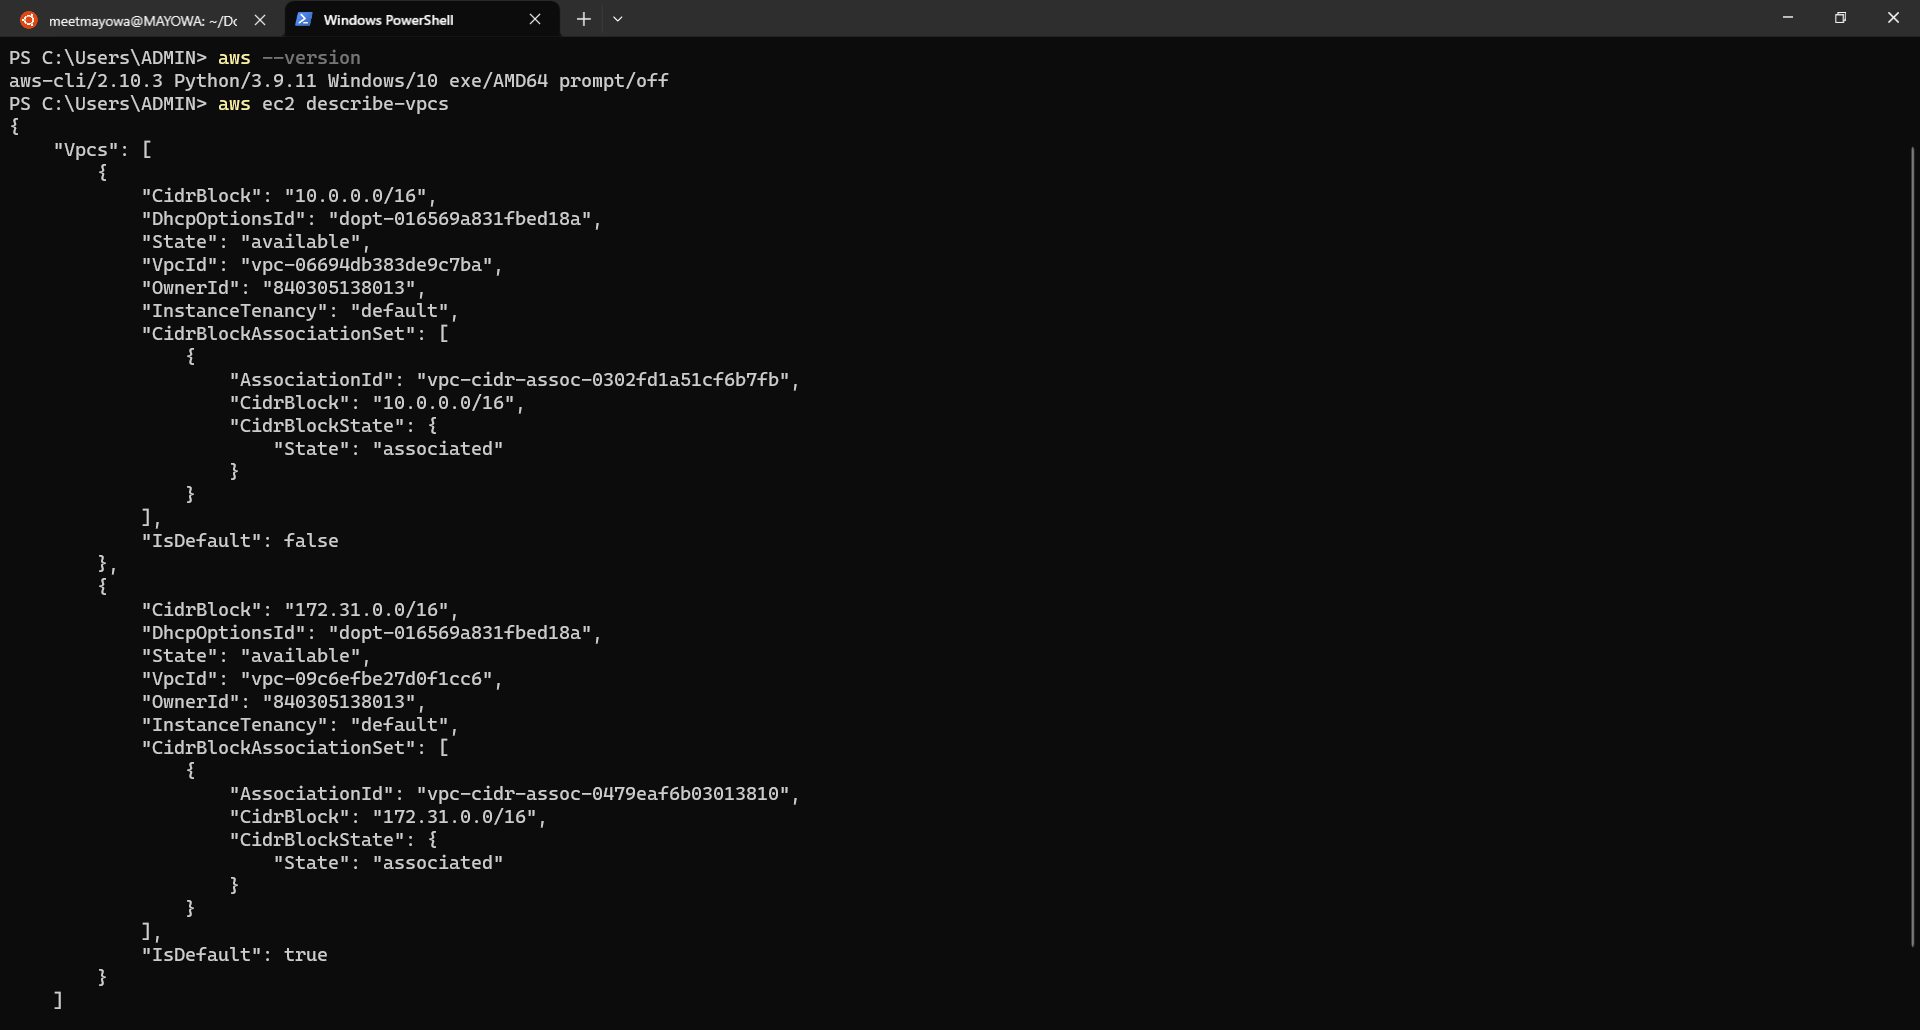 meetmayowa@MAYOWA: ~/Dc
Windows PowerShell
PS C:\Users\ADMIN> aws --version
aws-cli/2.10.3 Python/3.9.11 Windows/10 exe/AMD64 prompt/off
PS C:\Users\ADMIN> aws ec2 describe-vpcs
{
    "Vpcs": [
        {
            "CidrBlock": "10.0.0.0/16",
            "DhcpOptionsId": "dopt-016569a831fbed18a",
            "State": "available",
            "VpcId": "vpc-06694db383de9c7ba",
            "OwnerId": "840305138013",
            "InstanceTenancy": "default",
            "CidrBlockAssociationSet": [
                {
                    "AssociationId": "vpc-cidr-assoc-0302fd1a51cf6b7fb",
                    "CidrBlock": "10.0.0.0/16",
                    "CidrBlockState": {
                        "State": "associated"
                    }
                }
            ],
            "IsDefault": false
        },
        {
            "CidrBlock": "172.31.0.0/16",
            "DhcpOptionsId": "dopt-016569a831fbed18a",
            "State": "available",
            "VpcId": "vpc-09c6efbe27d0f1cc6",
            "OwnerId": "840305138013",
            "InstanceTenancy": "default",
            "CidrBlockAssociationSet": [
                {
                    "AssociationId": "vpc-cidr-assoc-0479eaf6b03013810",
                    "CidrBlock": "172.31.0.0/16",
                    "CidrBlockState": {
                        "State": "associated"
                    }
                }
            ],
            "IsDefault": true
        }
    ]